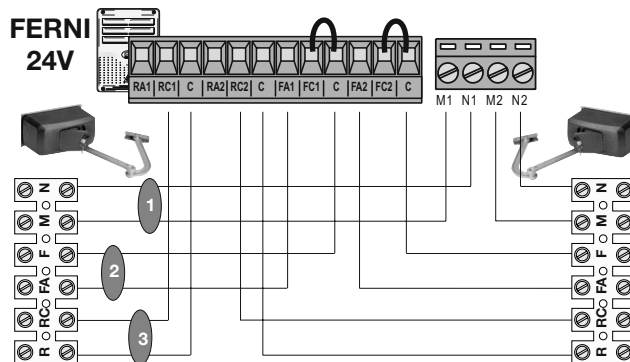 FERNI
24V
RA1 RC1 C RA2 RC2 C FA1 FC1 C FA2 FC2 C
M1 N1 M2 N2
N
M
F
FA
RC
R
1
2
3
N
M
F
FA
RC
R